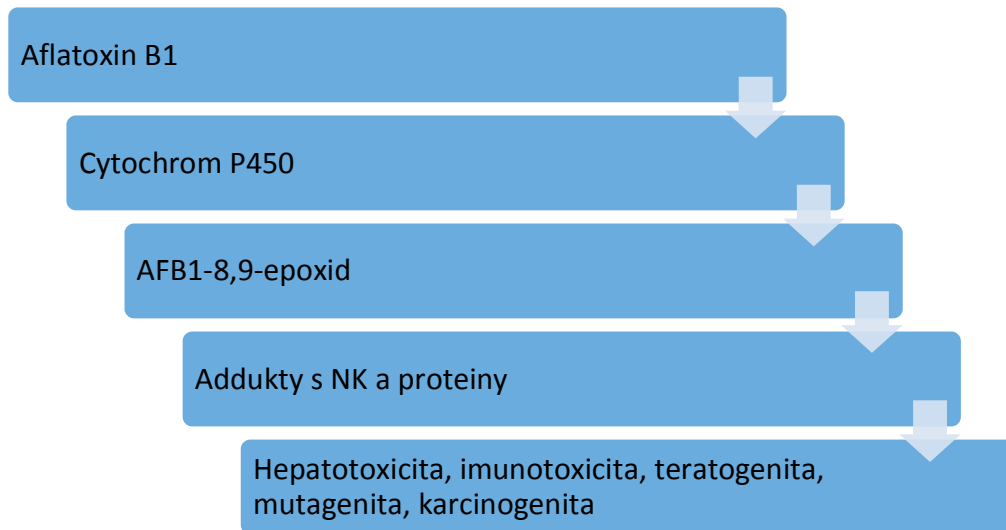 Aflatoxin B1
Cytochrom P450
AFB1-8,9-epoxid
Addukty s NK a proteiny
Hepatotoxicita, imunotoxicita, teratogenita,
mutagenita, karcinogenita